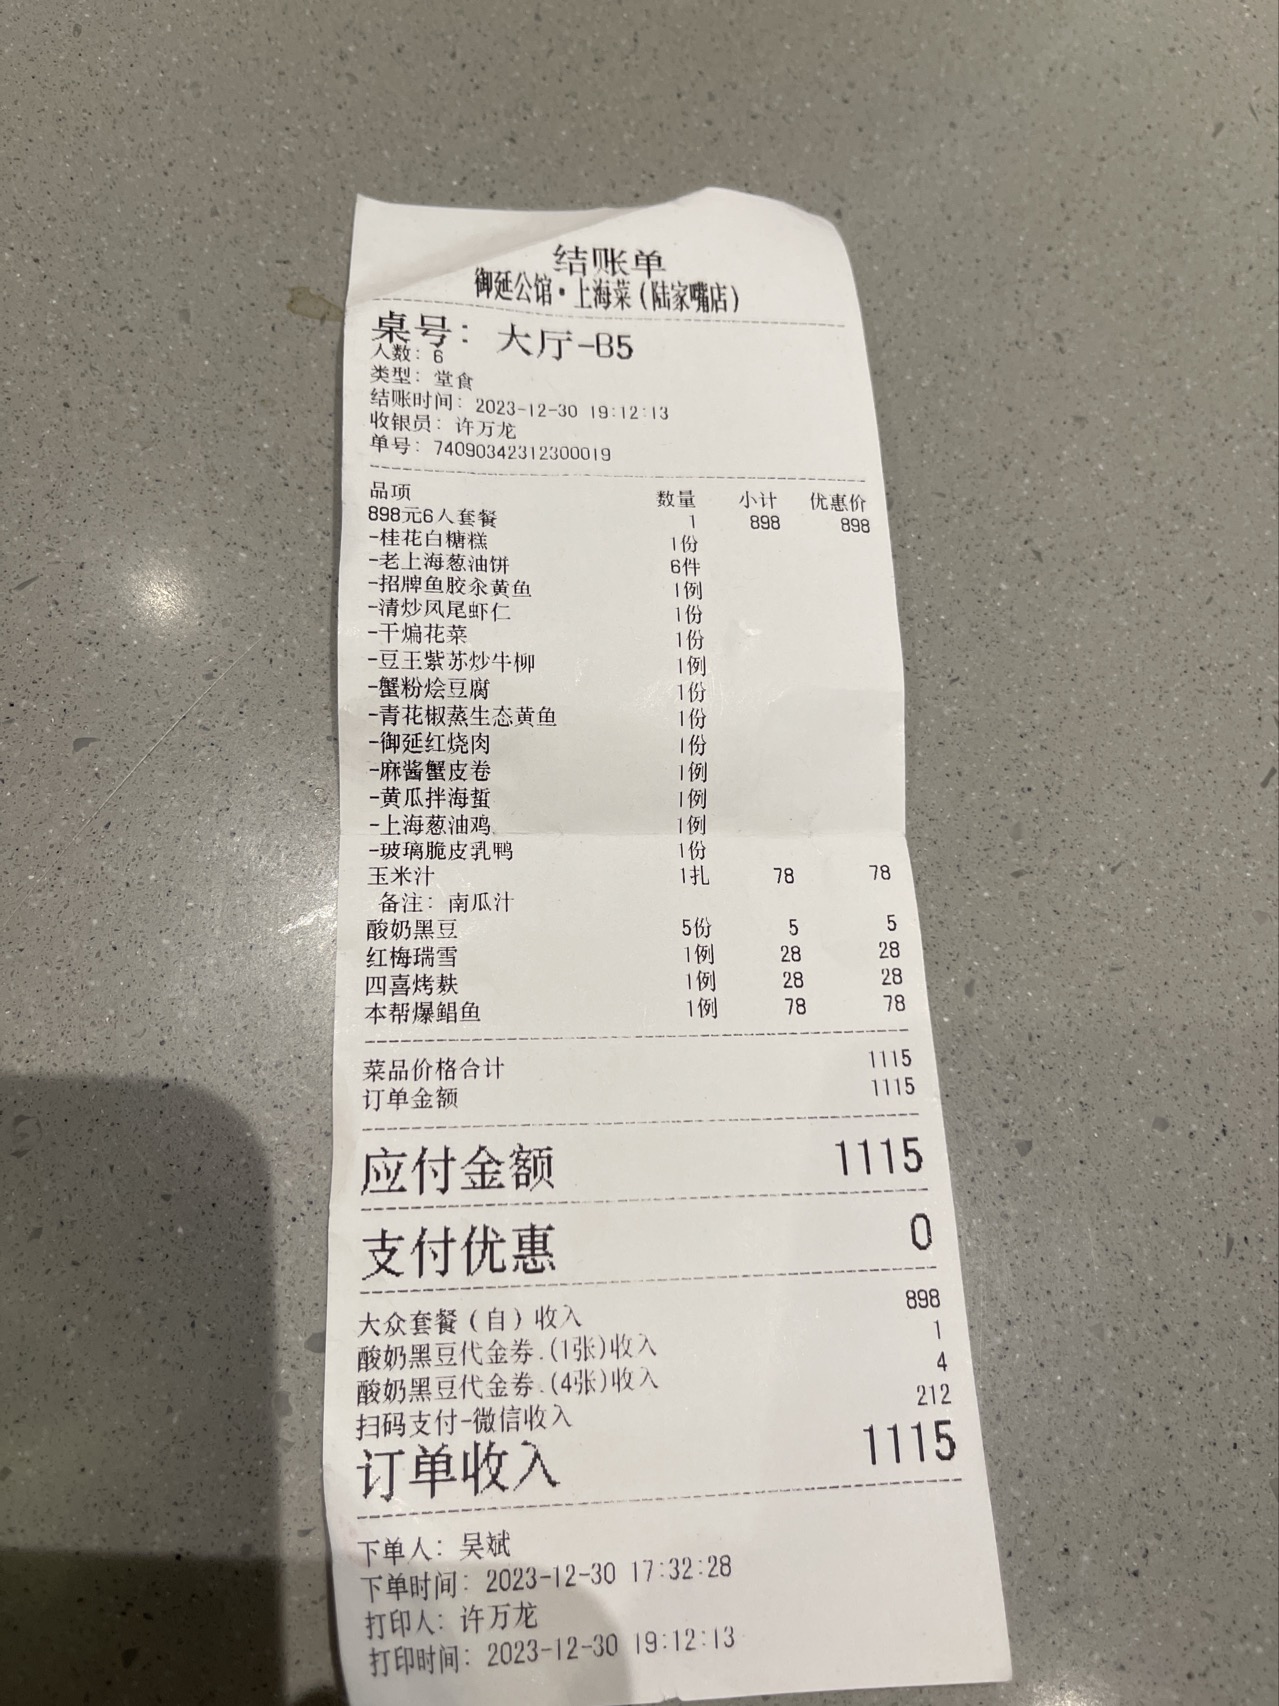 结账单
御延公馆·上海菜(陆家嘴店)
桌号: 大厅-B5
人数: 6
类型: 堂食
结账时间: 2023-12-30 19:12:13
收银员: 许万龙
单号: 74090342312300019
品项 数量 小计 优惠价
898元6人套餐 1 898 898
-桂花白糖糕 1份
-老上海葱油饼 6件
-招牌鱼胶氽黄鱼 1例
-清炒凤尾虾仁 1份
-干煸花菜 1份
-豆王紫苏炒牛柳 1例
-蟹粉烩豆腐 1份
-青花椒蒸生态黄鱼 1份
-御延红烧肉 1份
-麻酱蟹皮卷 1例
-黄瓜拌海蜇 1例
-上海葱油鸡 1例
-玻璃脆皮乳鸭 1份
玉米汁 1扎 78 78
备注: 南瓜汁
酸奶黑豆 5份 5 5
红梅瑞雪 1例 28 28
四喜烤麸 1例 28 28
本帮爆鲳鱼 1例 78 78
菜品价格合计 1115
订单金额 1115
应付金额 1115
支付优惠 0
大众套餐(自)收入 898
酸奶黑豆代金券.(1张)收入 1
酸奶黑豆代金券.(4张)收入 4
扫码支付-微信收入 212
订单收入 1115
下单人: 吴斌
下单时间: 2023-12-30 17:32:28
打印人: 许万龙
打印时间: 2023-12-30 19:12:13